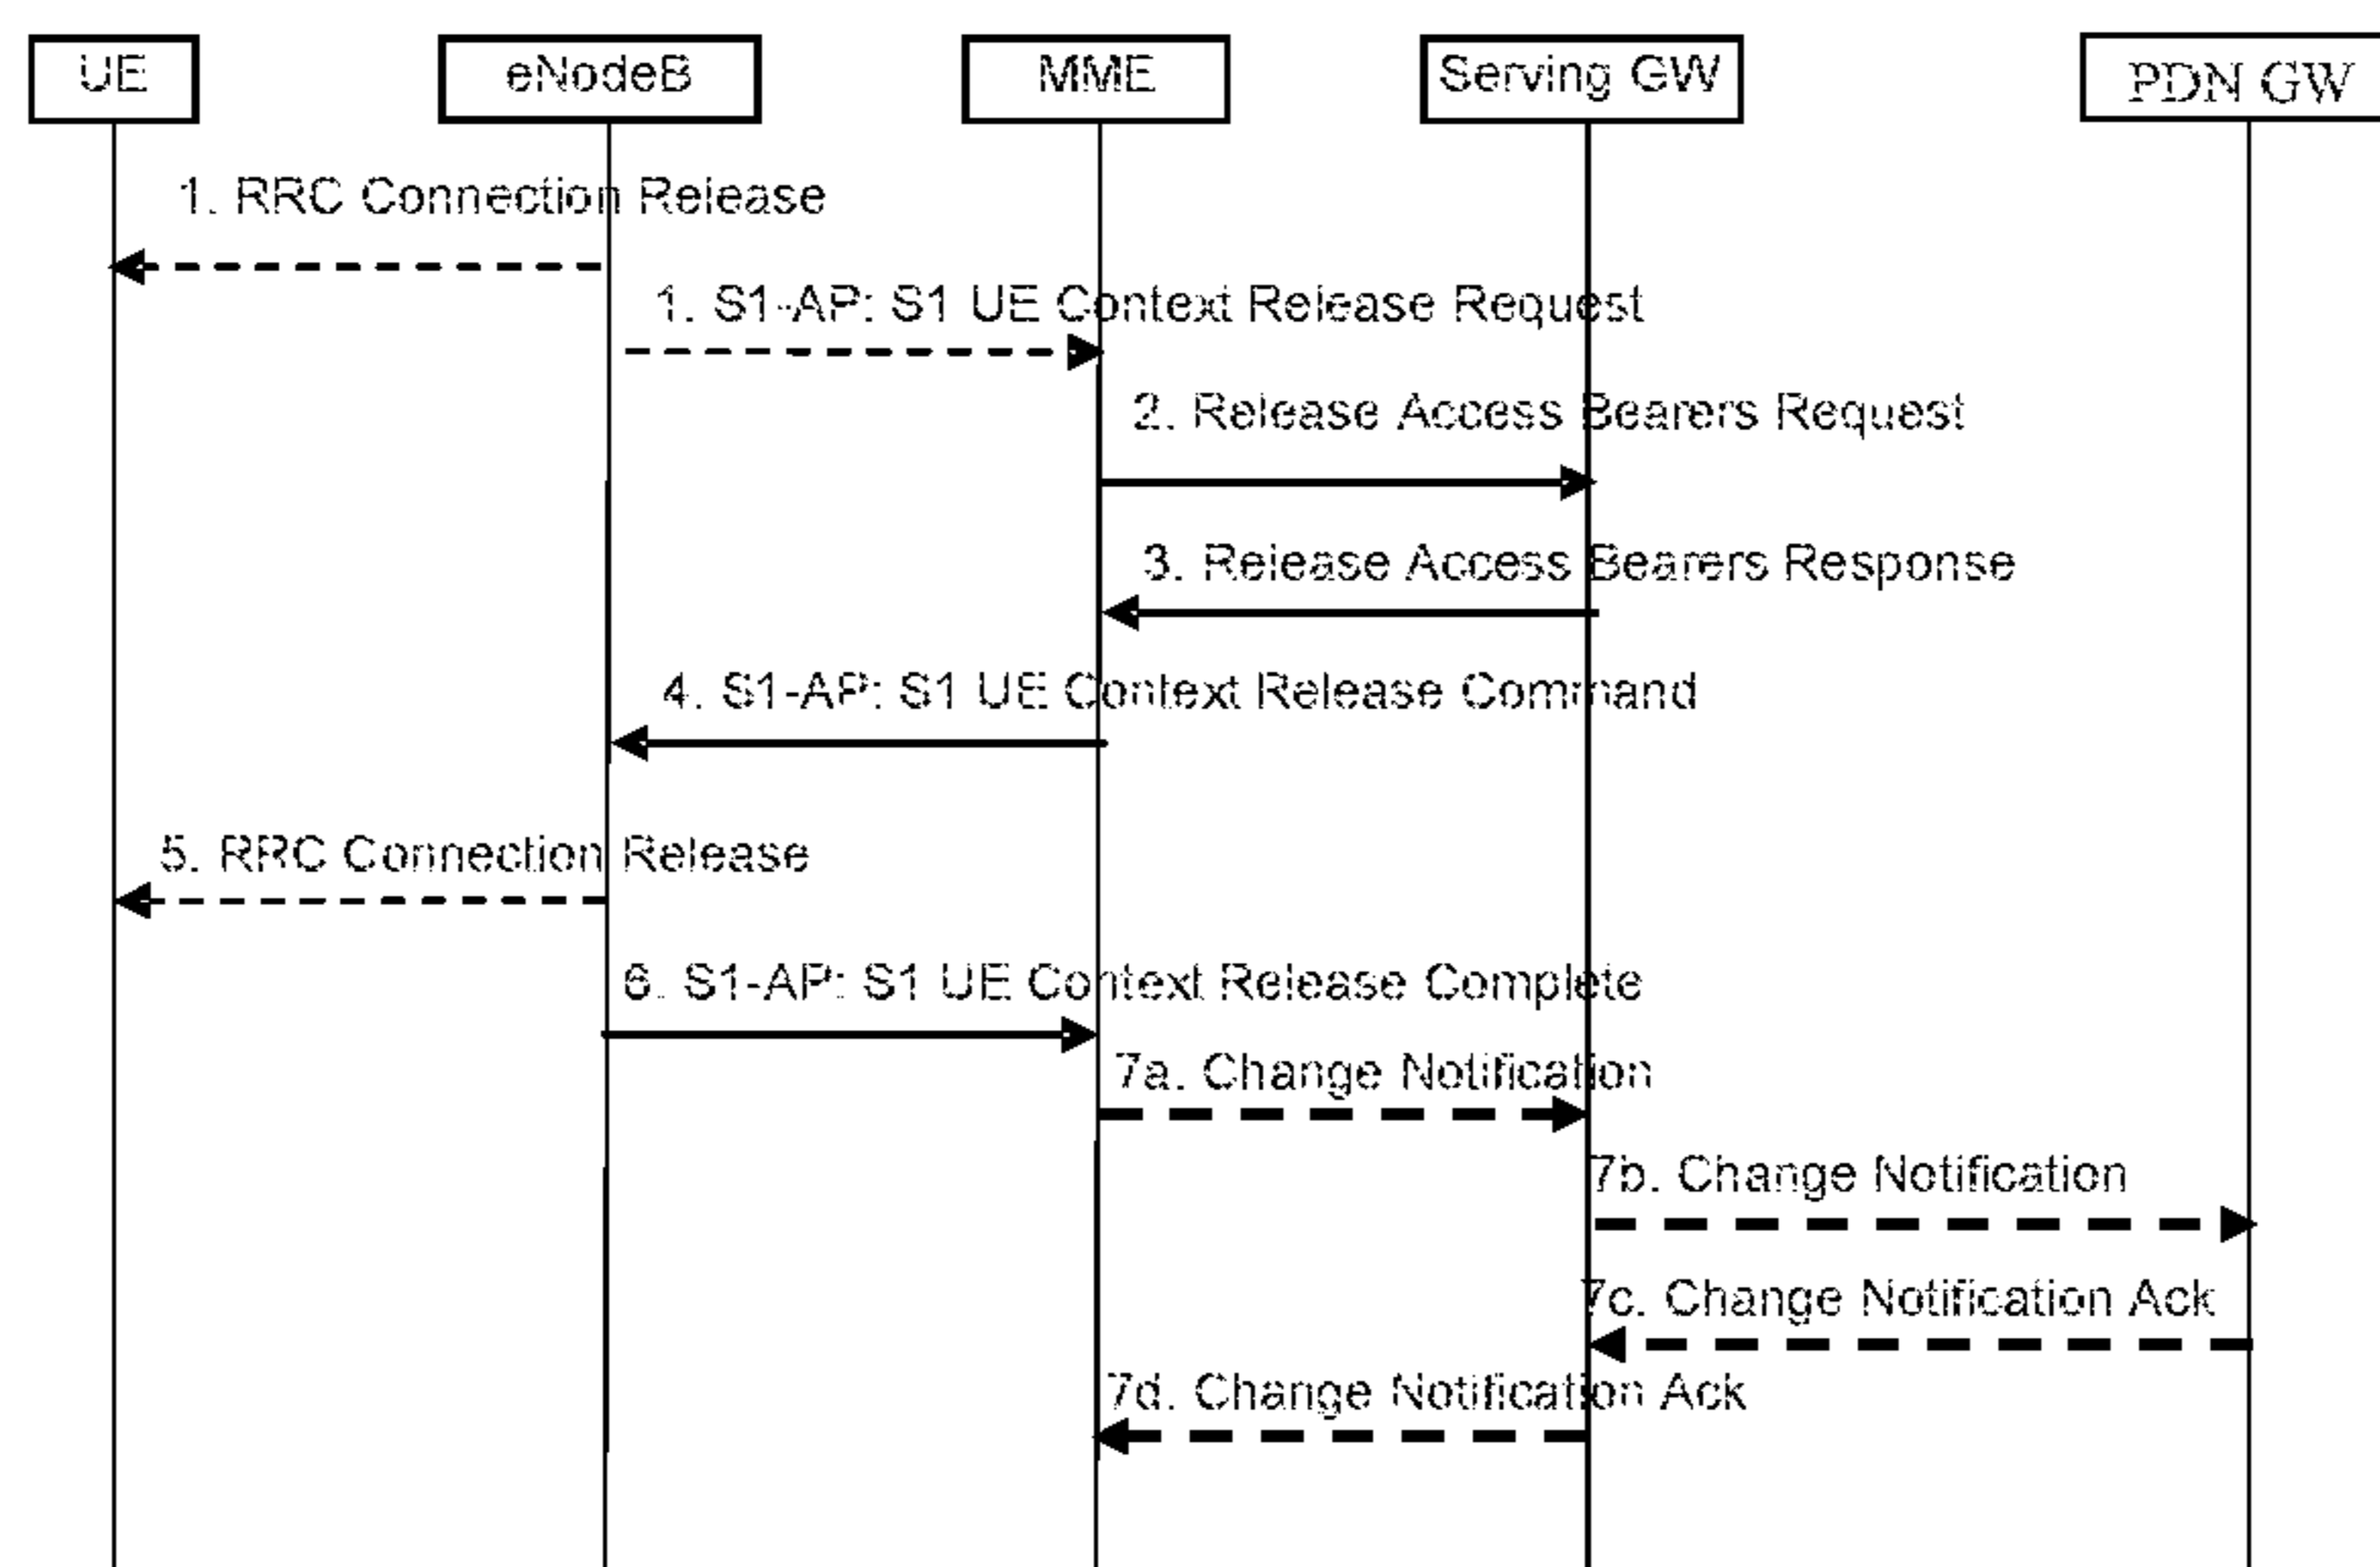 UE
eNodeB
MME
Serving GW
PDN GW
1. RRC Connection Release
1. S1-AP: S1 UE Context Release Request
2. Release Access Bearers Request
3. Release Access Bearers Response
4. S1-AP: S1 UE Context Release Command
5. RRC Connection Release
6. S1-AP: S1 UE Context Release Complete
7a. Change Notification
7b. Change Notification
7c. Change Notification Ack
7d. Change Notification Ack